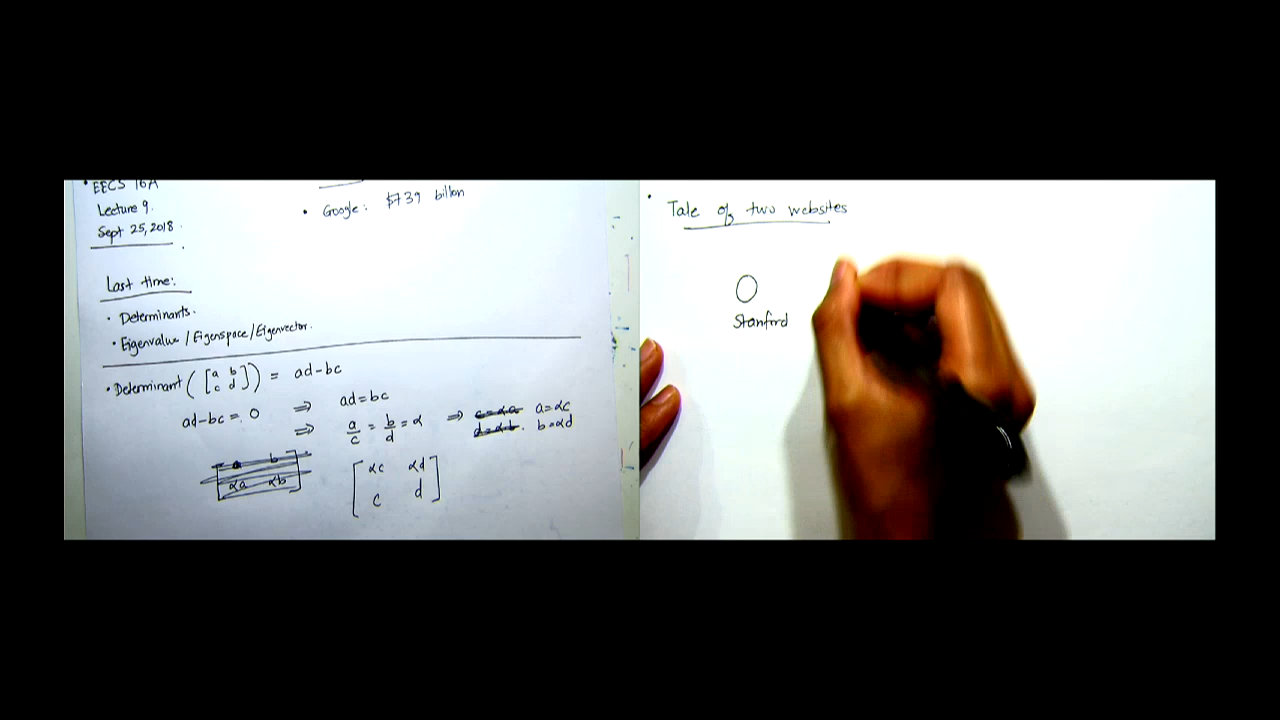 EECS 16A
Lecture 9.
Sept 25, 2018.
• Google: $739 billion
Last time:
• Determinants.
• Eigenvalue / Eigenspace / Eigenvector.
• Determinant ( [ a b
c d ] ) = ad-bc
ad-bc = 0 ⇒ ad = bc
⇒ a/c = b/d = α ⇒ a = αc
b = αd
a b
αa αb
[ αc αd
c d ]
Tale of two websites
Stanford